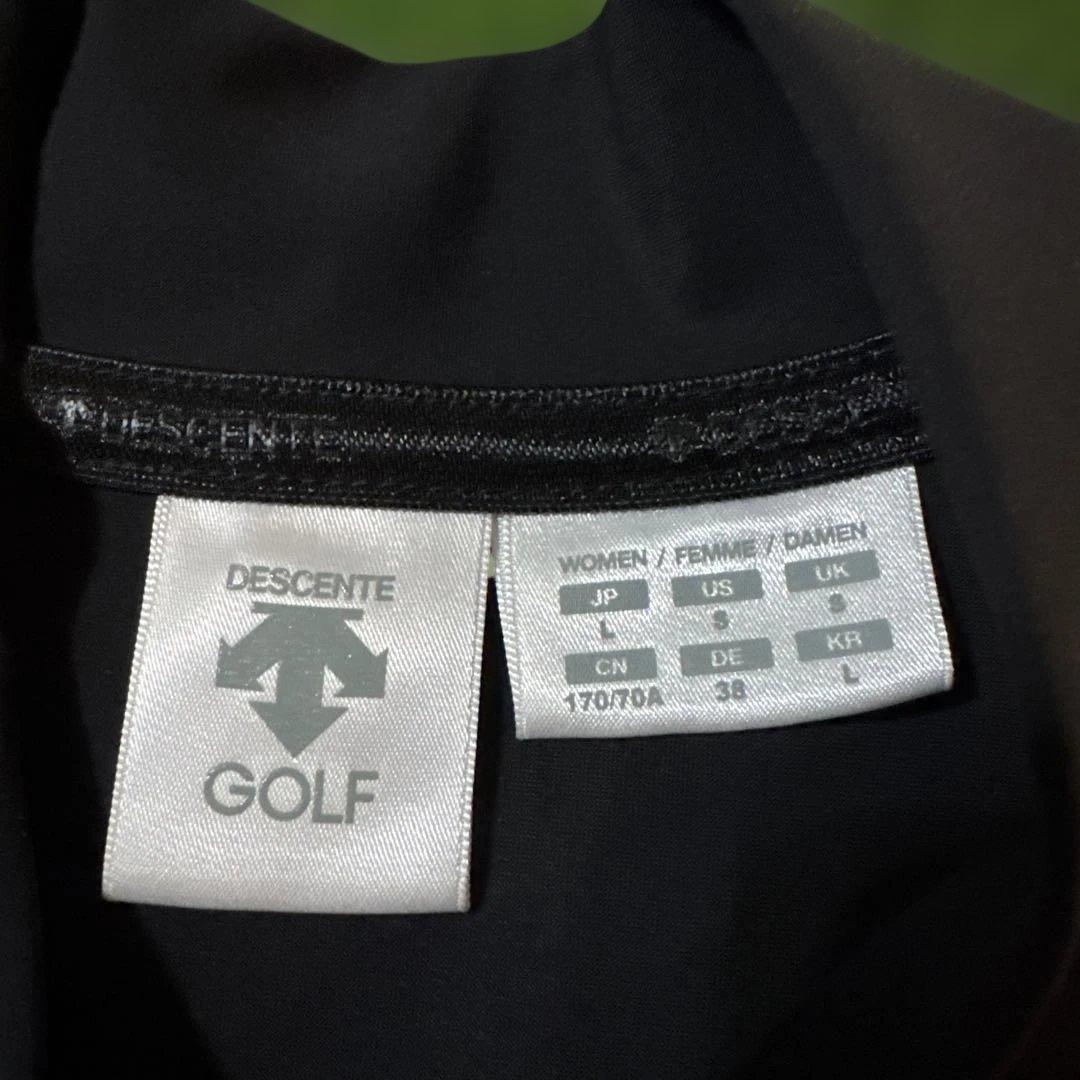 DESCENTE
DESCENTE
GOLF
WOMEN / FEMME / DAMEN
JP US UK
L S S
CN DE KR
170/70A 38 L